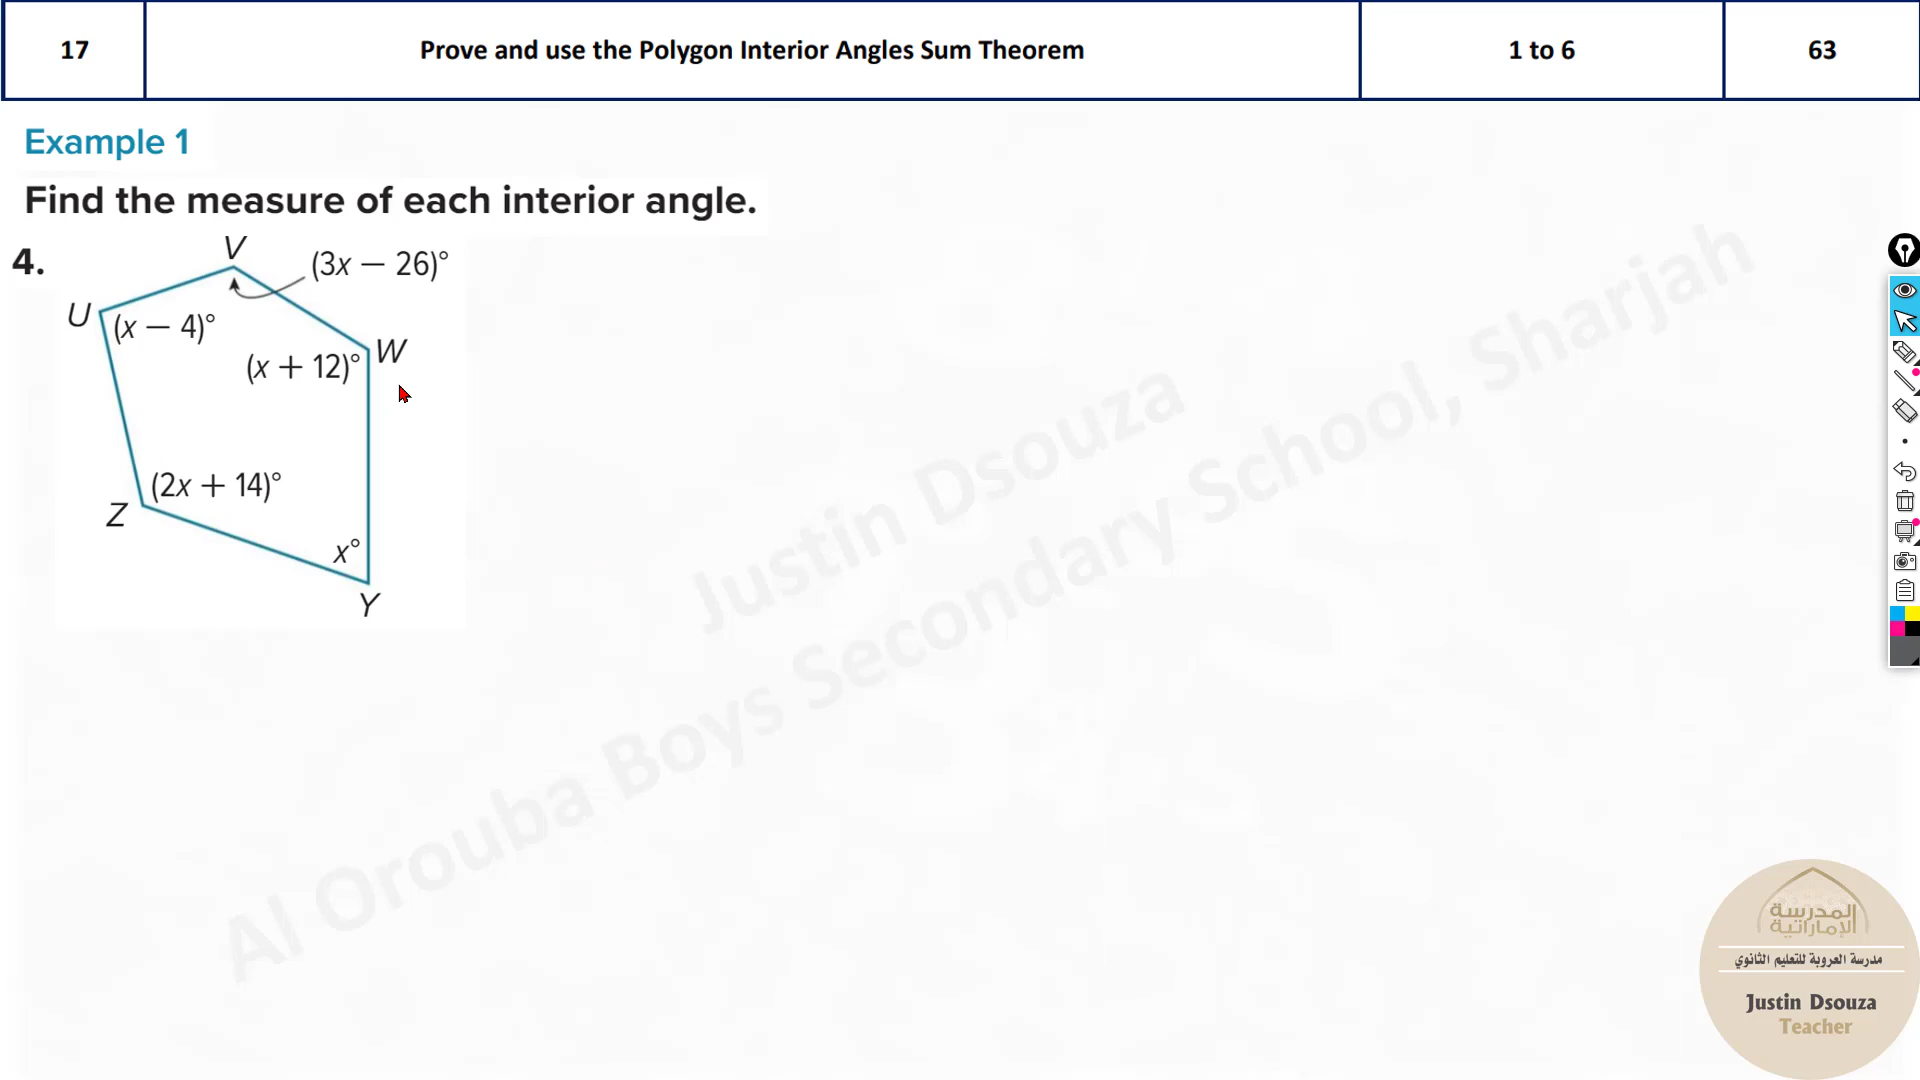 17 Prove and use the Polygon Interior Angles Sum Theorem 1 to 6 63
Example 1
Find the measure of each interior angle.
4.
V
(3x − 26)°
U
(x − 4)°
W
(x + 12)°
(2x + 14)°
Z
x°
Y
Justin Dsouza
Al Orouba Boys Secondary School, Sharjah
المدرسة
الإماراتية
مدرسة العروبة للتعليم الثانوي
Justin Dsouza
Teacher